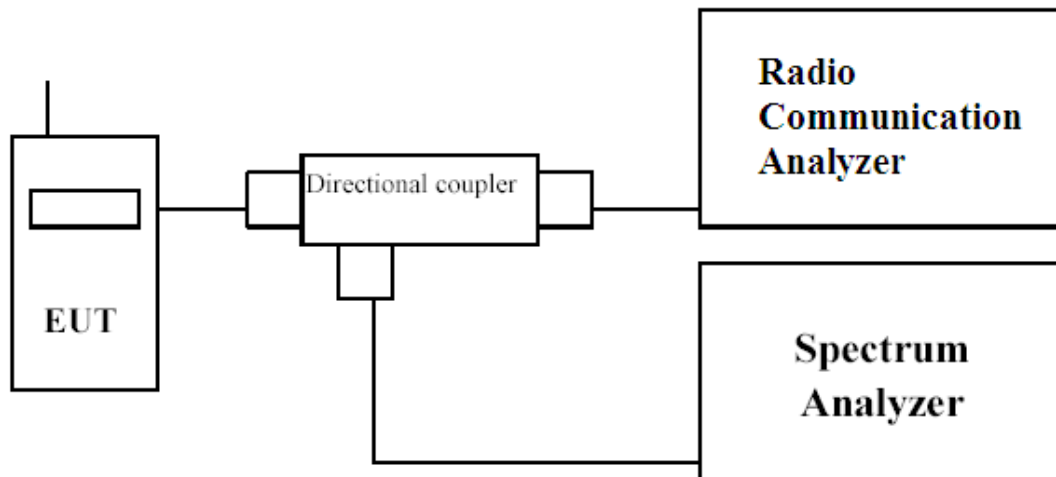 Radio
Communication
Analyzer
Directional coupler
EUT
Spectrum
Analyzer